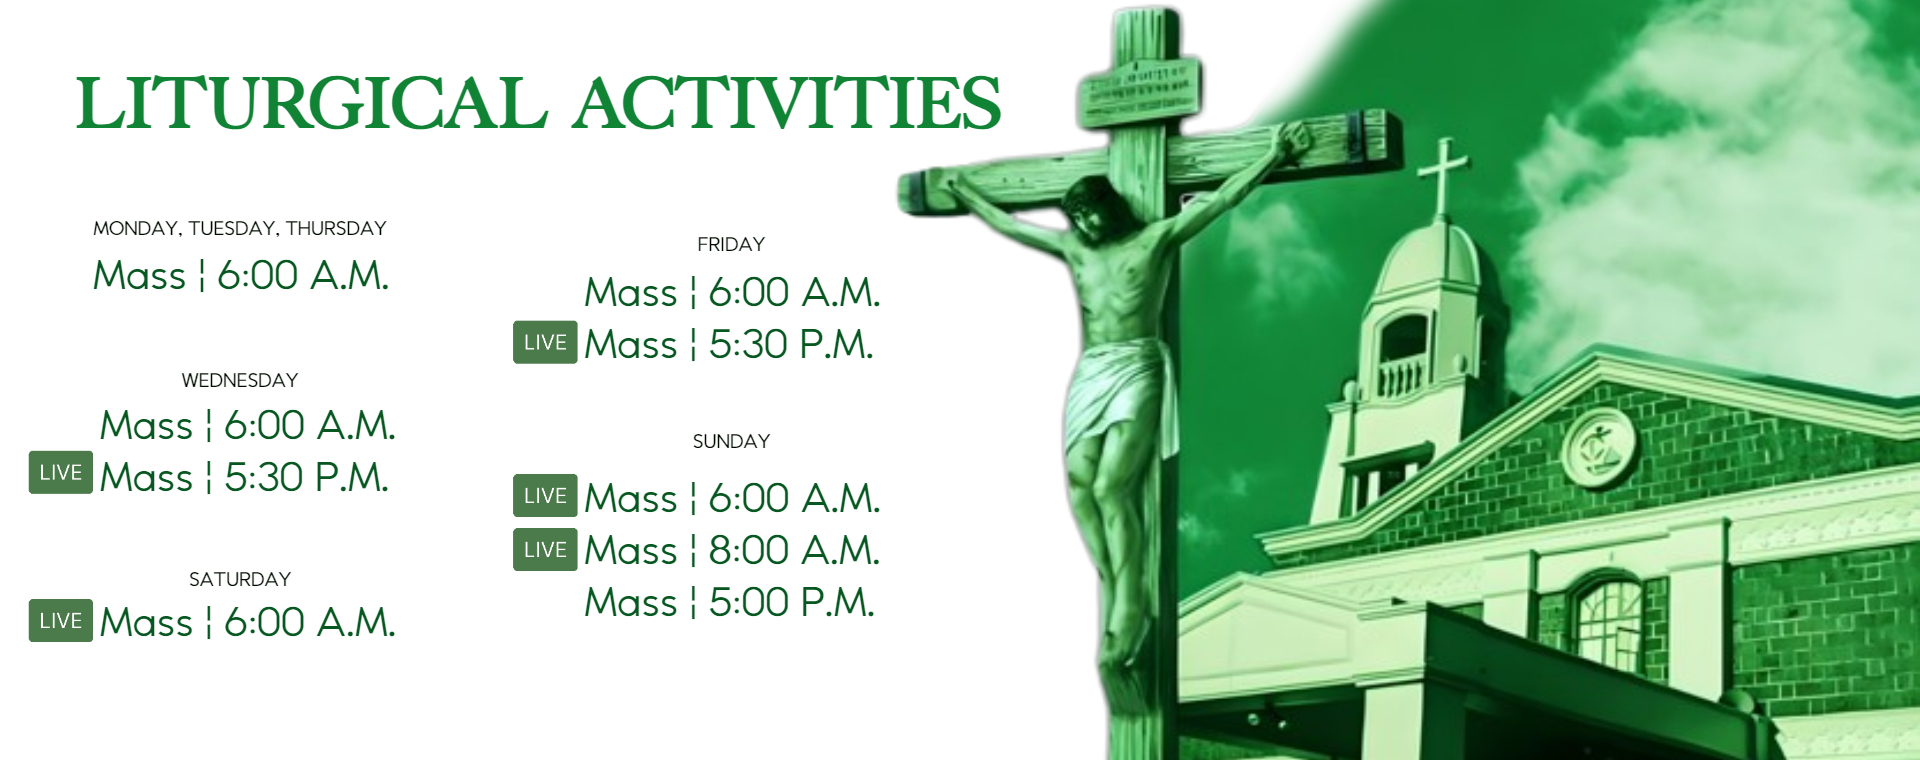 LITURGICAL ACTIVITIES
MONDAY, TUESDAY, THURSDAY
Mass ¦ 6:00 A.M.
WEDNESDAY
Mass ¦ 6:00 A.M.
LIVE Mass ¦ 5:30 P.M.
SATURDAY
LIVE Mass ¦ 6:00 A.M.
FRIDAY
Mass ¦ 6:00 A.M.
LIVE Mass ¦ 5:30 P.M.
SUNDAY
LIVE Mass ¦ 6:00 A.M.
LIVE Mass ¦ 8:00 A.M.
Mass ¦ 5:00 P.M.